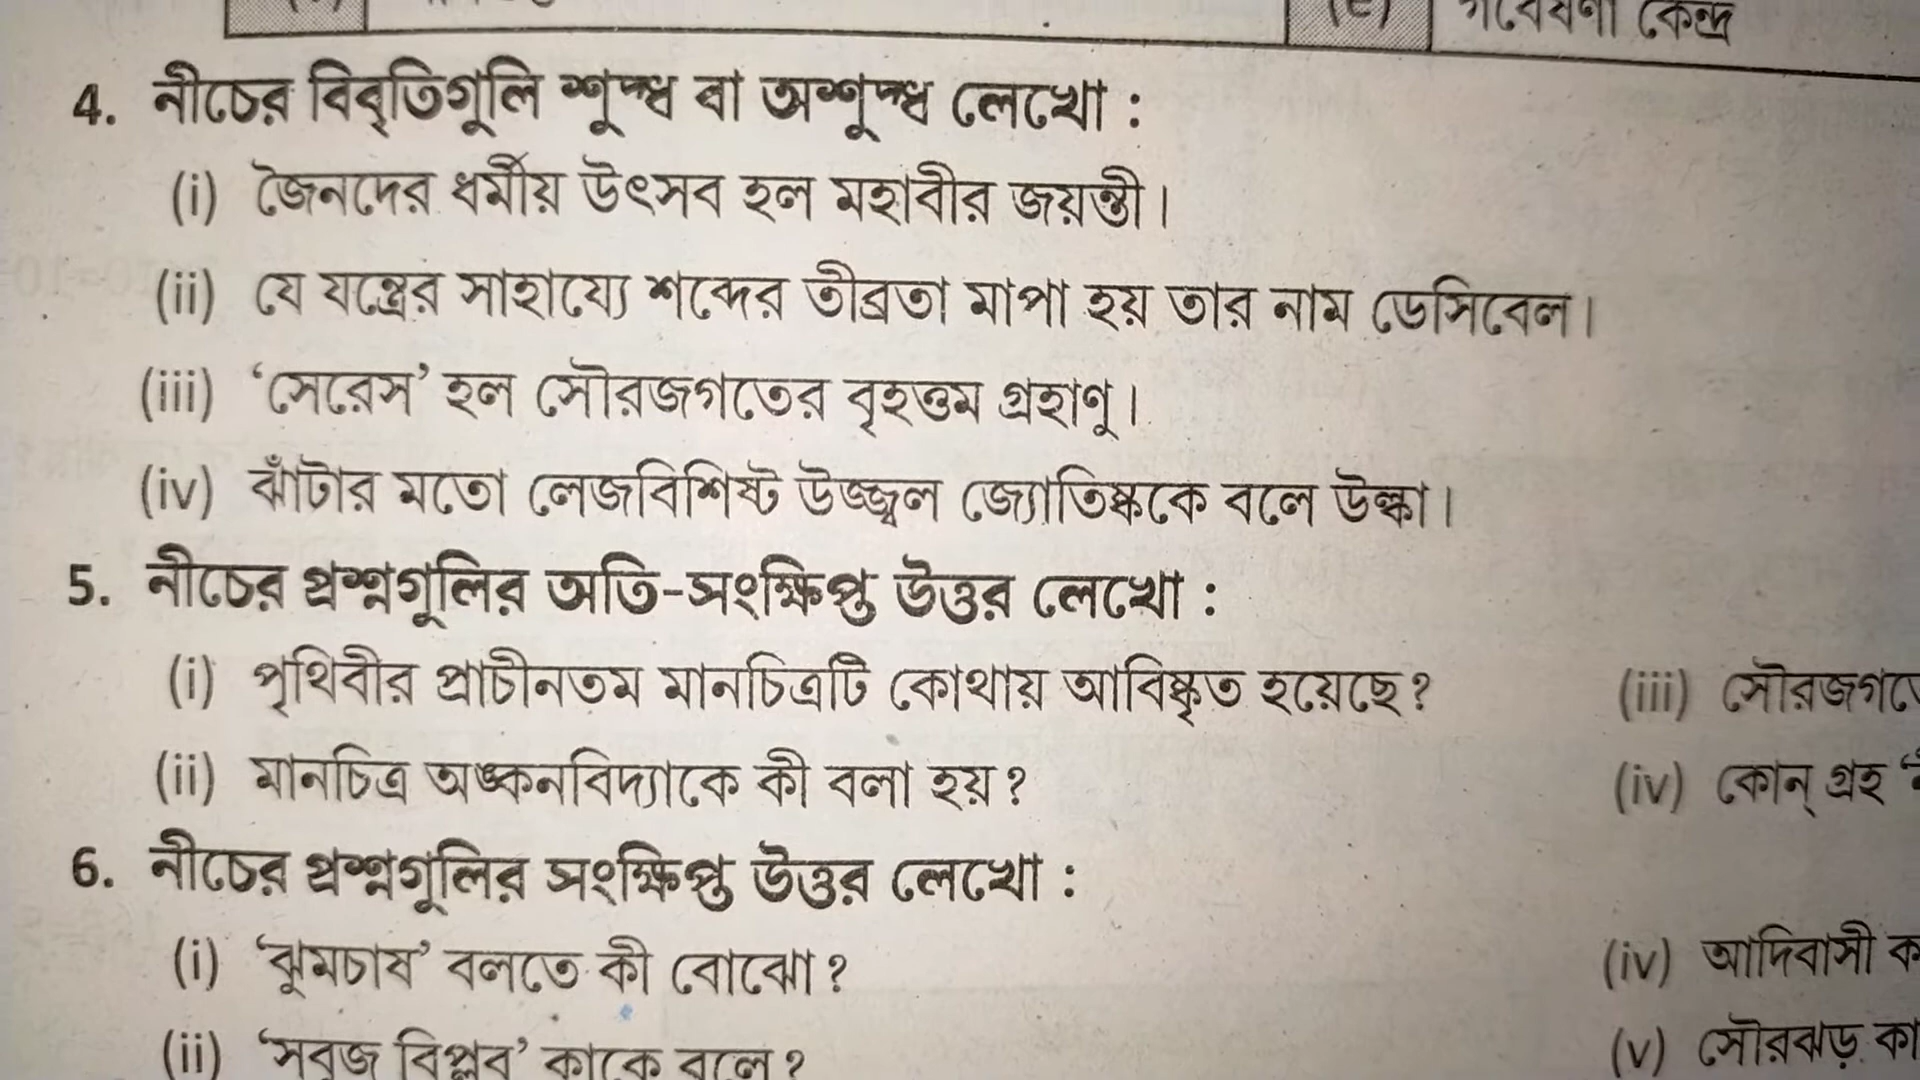 গবেষণা কেন্দ্র
4. নীচের বিবৃতিগুলি শুদ্ধ বা অশুদ্ধ লেখো :
(i) জৈনদের ধর্মীয় উৎসব হল মহাবীর জয়ন্তী।
(ii) যে যন্ত্রের সাহায্যে শব্দের তীব্রতা মাপা হয় তার নাম ডেসিবেল।
(iii) ‘সেরেস’ হল সৌরজগতের বৃহত্তম গ্রহাণু।
(iv) ঝাঁটার মতো লেজবিশিষ্ট উজ্জ্বল জ্যোতিষ্ককে বলে উল্কা।
5. নীচের প্রশ্নগুলির অতি-সংক্ষিপ্ত উত্তর লেখো :
(i) পৃথিবীর প্রাচীনতম মানচিত্রটি কোথায় আবিষ্কৃত হয়েছে? (iii)
(ii) মানচিত্র অঙ্কনবিদ্যাকে কী বলা হয়? (iv) কোন্ গ্রহ
6. নীচের প্রশ্নগুলির সংক্ষিপ্ত উত্তর লেখো :
(i) ‘ঝুমচাষ’ বলতে কী বোঝো? (iv) আদিবাসী
(ii) ‘সবুজ বিপ্লব’ কাকে বলে? (v) সৌরঝড়